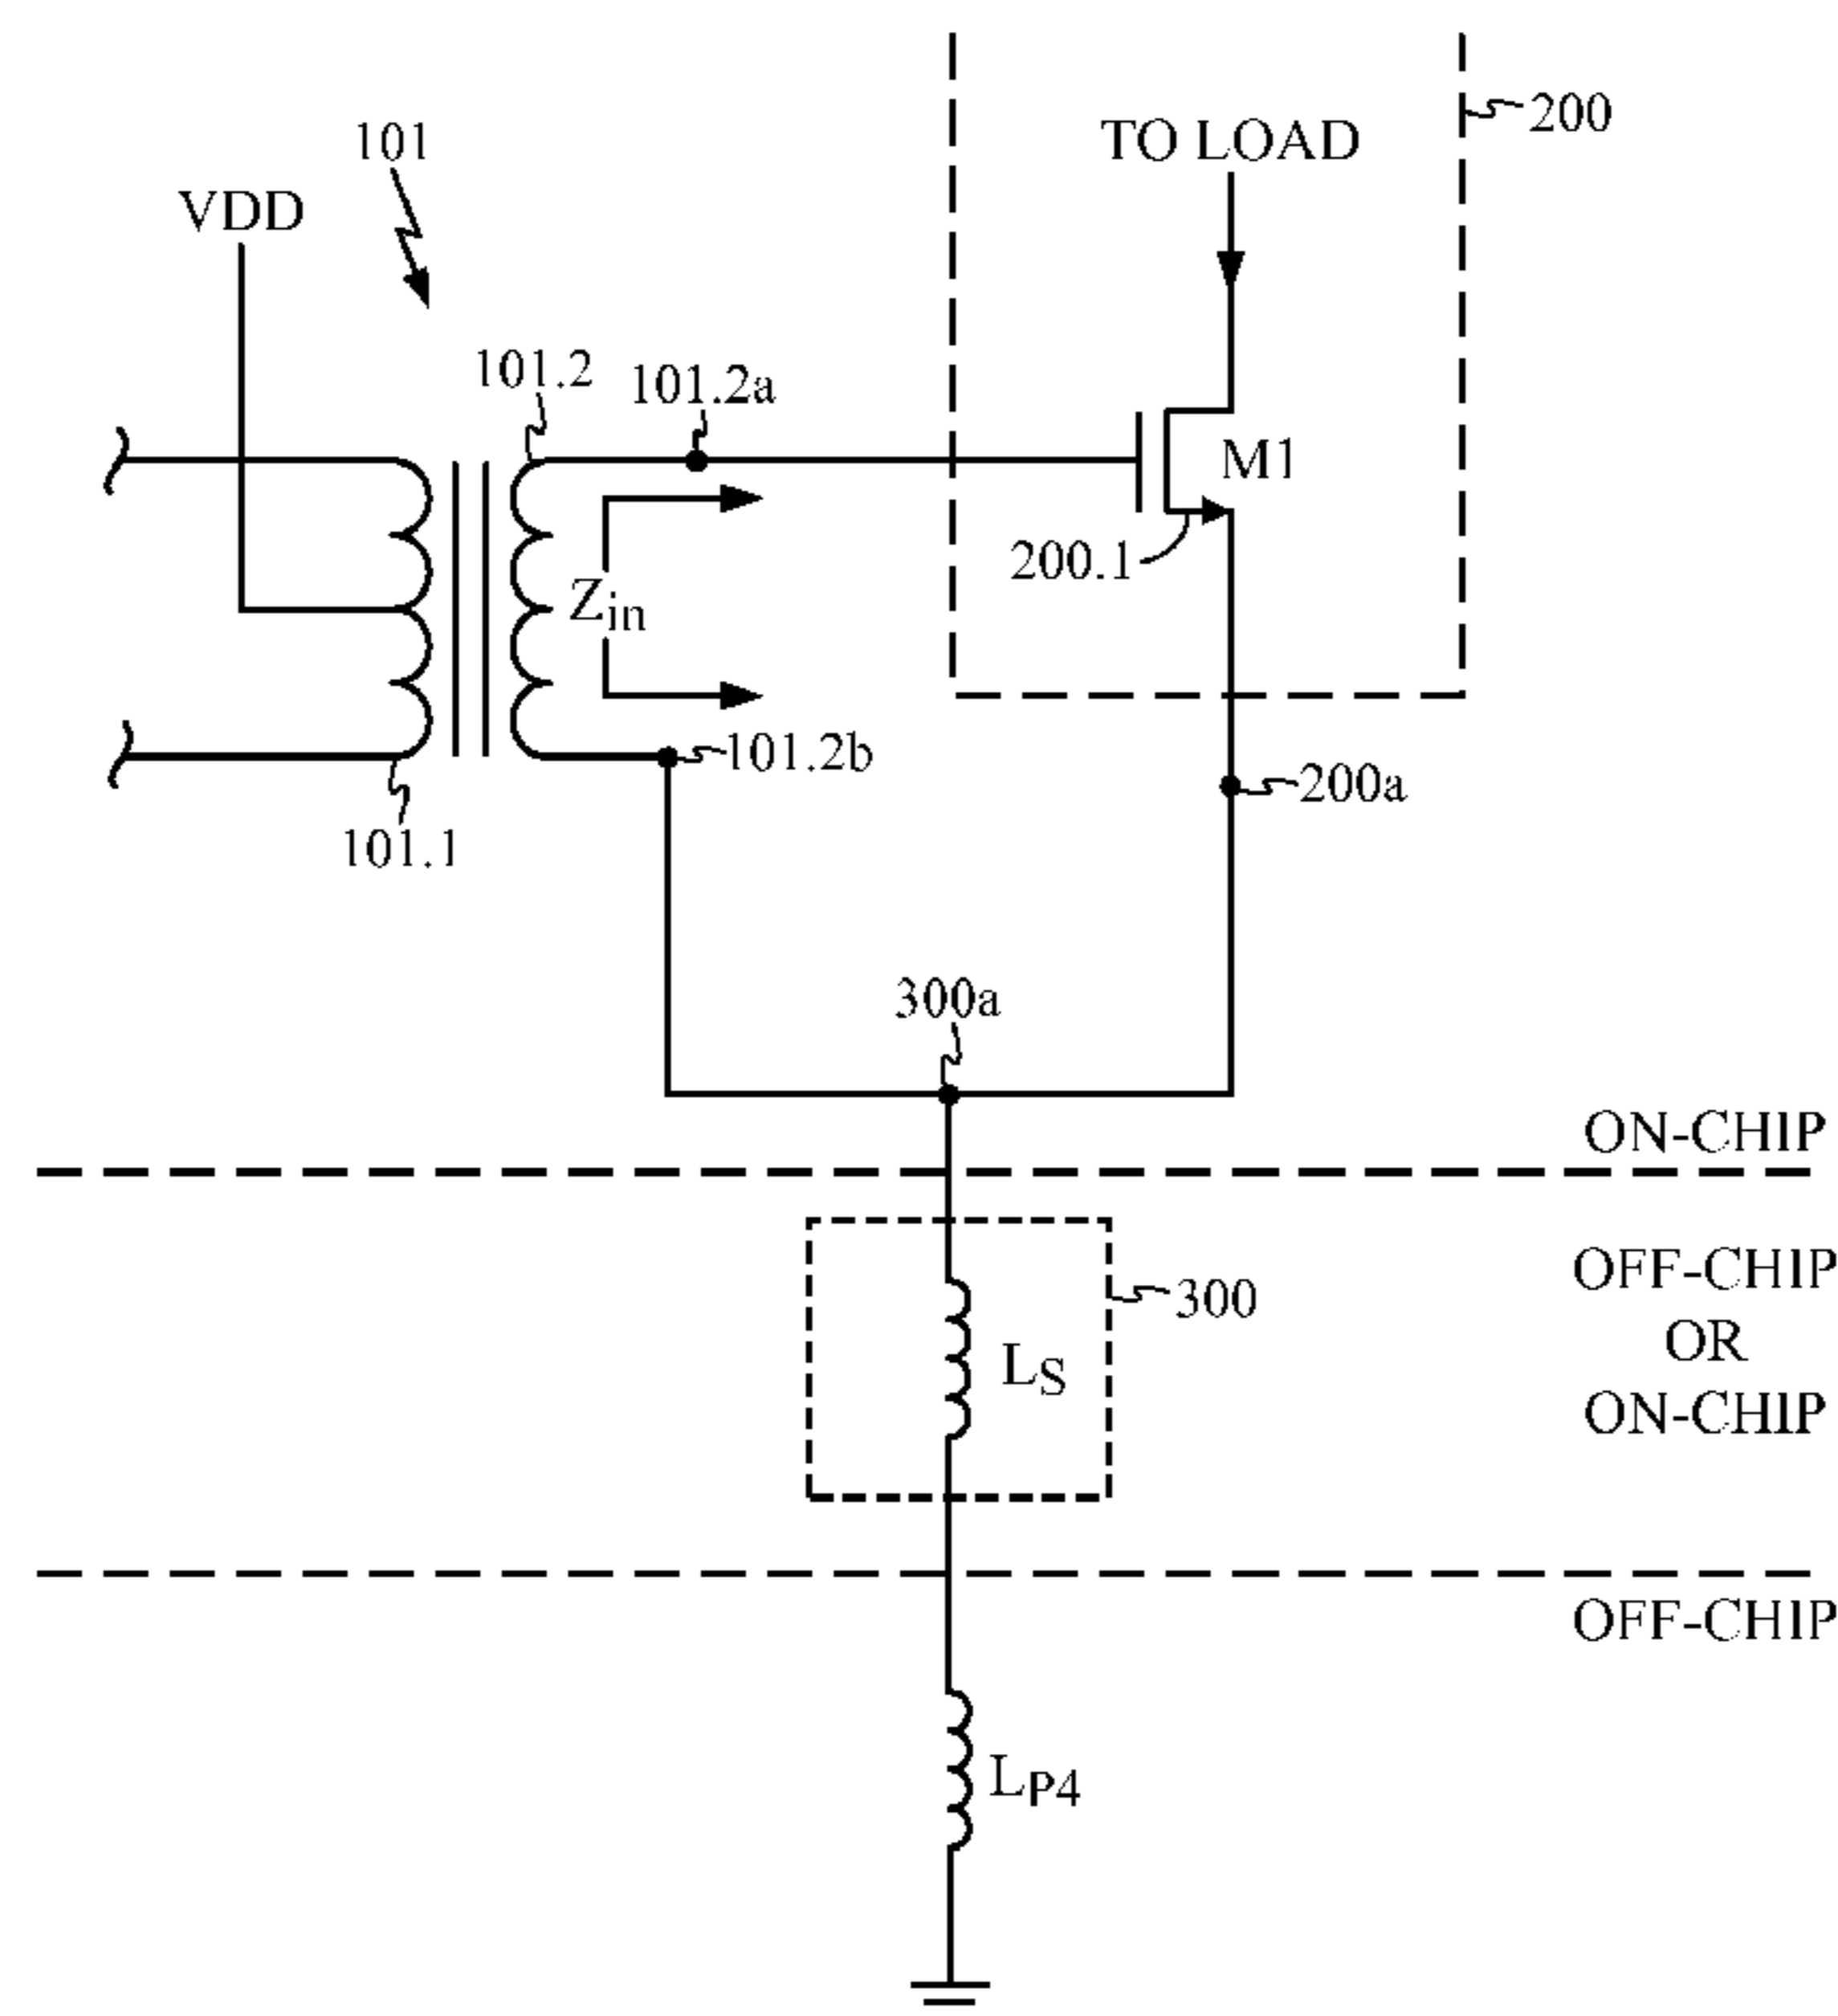 200
101
TO LOAD
VDD
101.2
101.2a
M1
200.1
Zin
101.2b
200a
101.1
300a
ON-CHIP
OFF-CHIP
OR
ON-CHIP
300
LS
OFF-CHIP
LP4